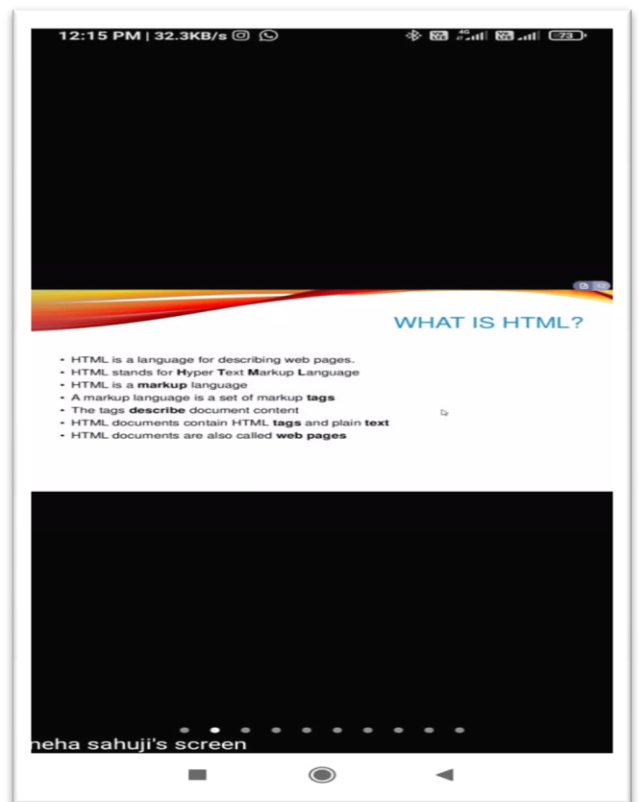 12:15 PM | 32.3KB/s
4G
73
WHAT IS HTML?
• HTML is a language for describing web pages.
• HTML stands for Hyper Text Markup Language
• HTML is a markup language
• A markup language is a set of markup tags
• The tags describe document content
• HTML documents contain HTML tags and plain text
• HTML documents are also called web pages
neha sahuji's screen